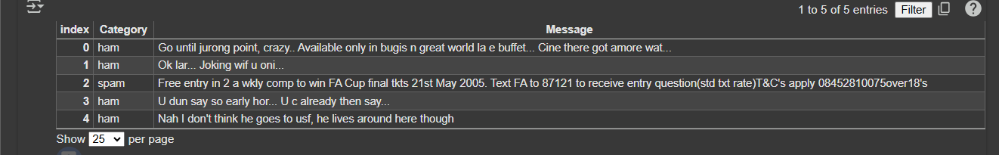 1 to 5 of 5 entries Filter
index Category Message
0 ham Go until jurong point, crazy.. Available only in bugis n great world la e buffet... Cine there got amore wat...
1 ham Ok lar... Joking wif u oni...
2 spam Free entry in 2 a wkly comp to win FA Cup final tkts 21st May 2005. Text FA to 87121 to receive entry question(std txt rate)T&C's apply 08452810075over18's
3 ham U dun say so early hor... U c already then say...
4 ham Nah I don't think he goes to usf, he lives around here though
Show 25 per page